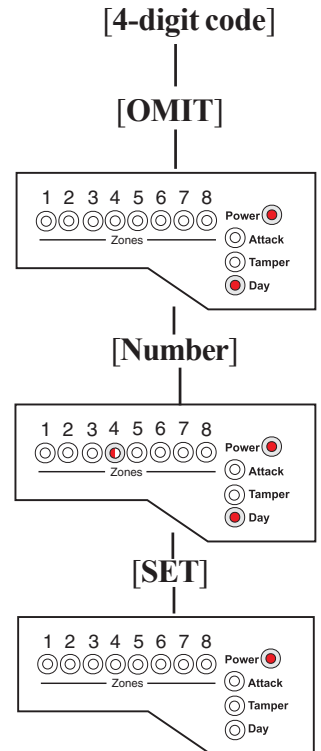 [4-digit code]
[OMIT]
1 2 3 4 5 6 7 8
Power
Zones
Attack
Tamper
Day
[Number]
1 2 3 4 5 6 7 8
Power
Zones
Attack
Tamper
Day
[SET]
1 2 3 4 5 6 7 8
Power
Zones
Attack
Tamper
Day